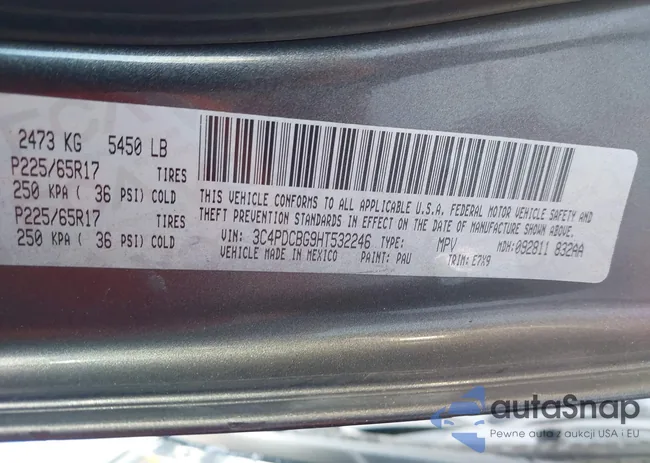 2473 KG 5450 LB
P225/65R17 TIRES
250 KPA ( 36 PSI) COLD
P225/65R17 TIRES
250 KPA ( 36 PSI) COLD
THIS VEHICLE CONFORMS TO ALL APPLICABLE U.S.A. FEDERAL MOTOR VEHICLE SAFETY AND
THEFT PREVENTION STANDARDS IN EFFECT ON THE DATE OF MANUFACTURE SHOWN ABOVE.
VIN: 3C4PDCBG9HT532246 TYPE: MPV MDH:092811 832AA
VEHICLE MADE IN MEXICO PAINT: PAU TRIM: E7X9
autaSnap
Pewne auto z aukcji USA i EU